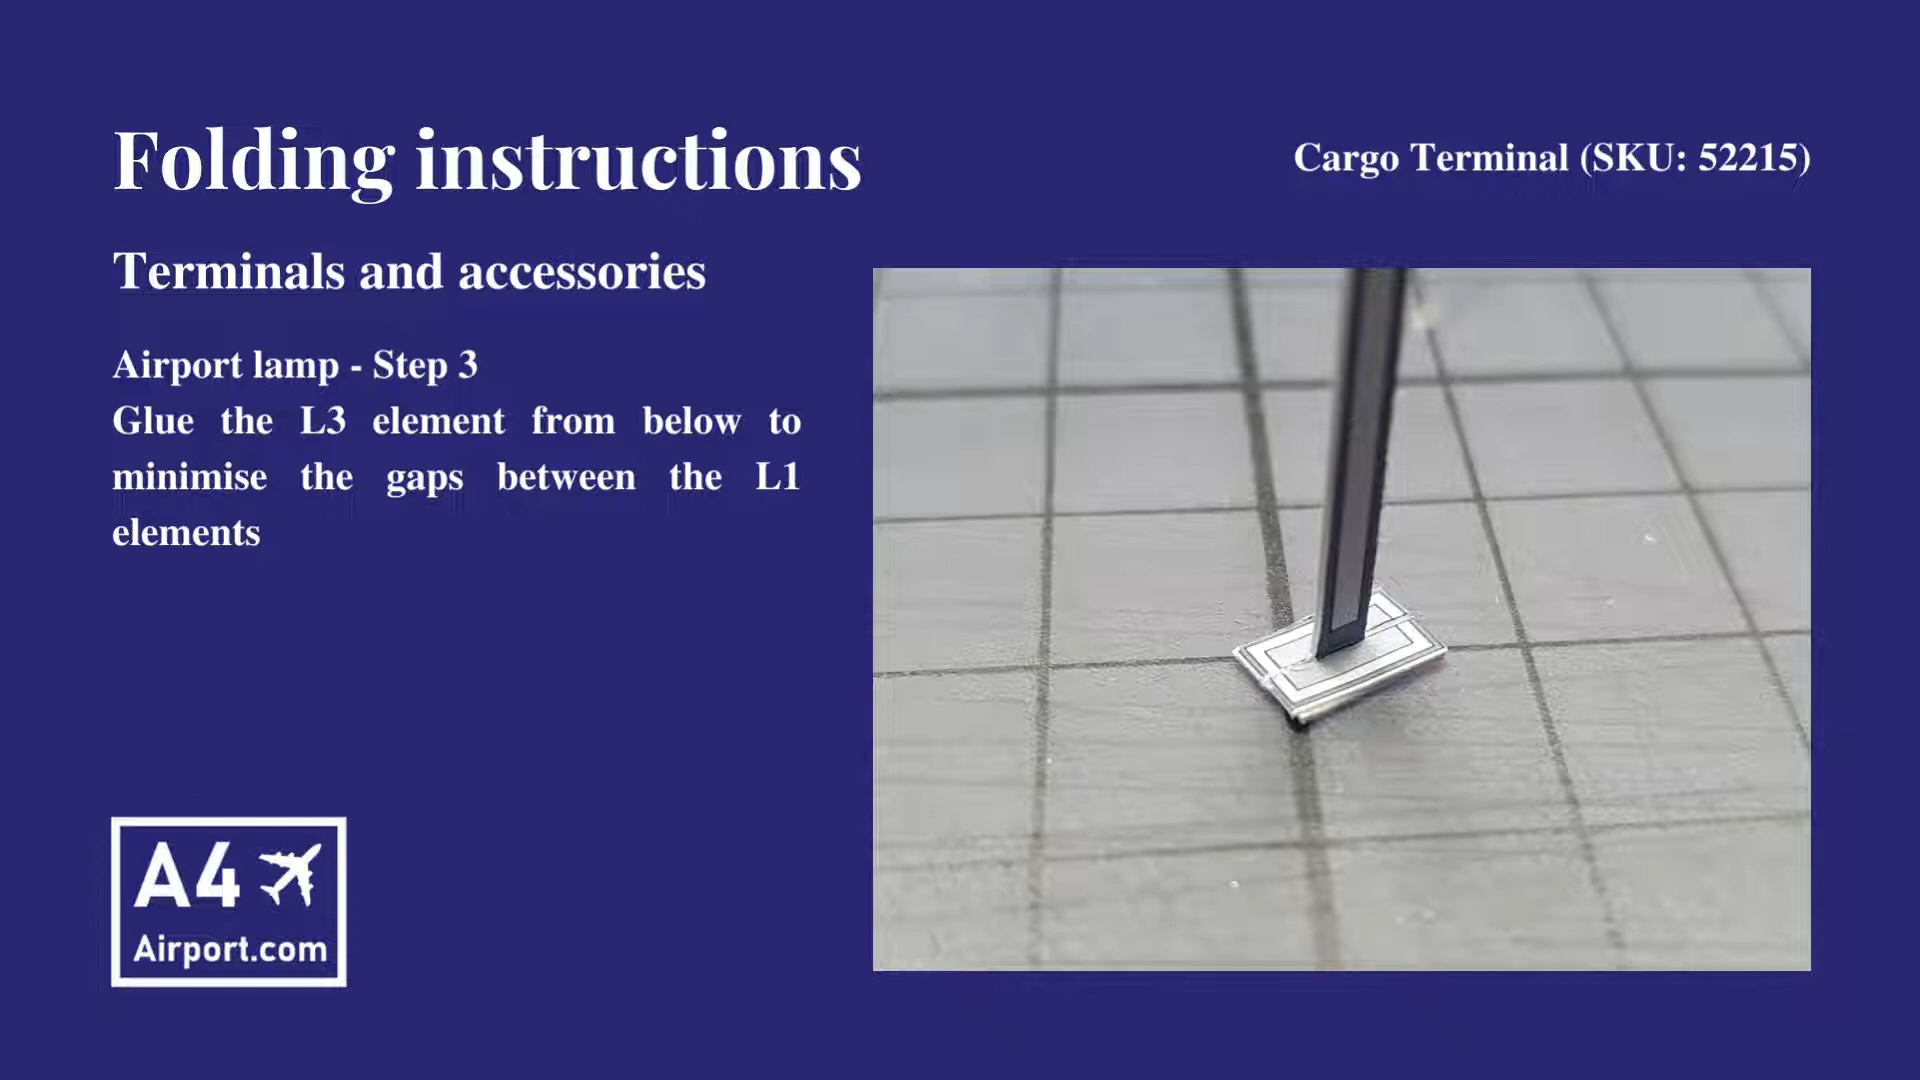 Folding instructions
Cargo Terminal (SKU: 52215)
Terminals and accessories
Airport lamp - Step 3
Glue the L3 element from below to
minimise the gaps between the L1
elements
A4
Airport.com